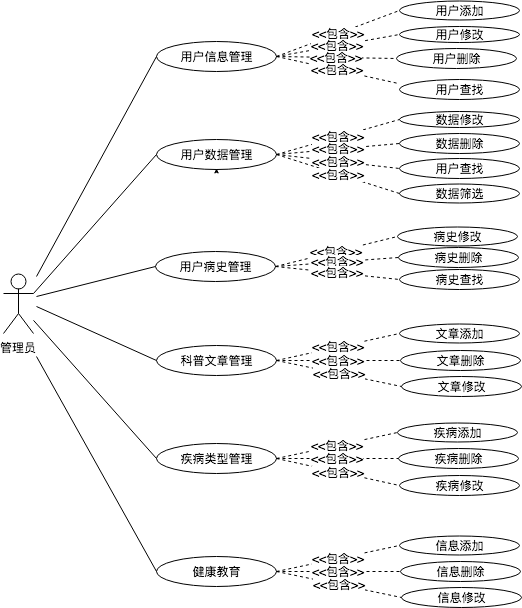 管理员
用户信息管理
<<包含>>
<<包含>>
<<包含>>
<<包含>>
用户添加
用户修改
用户删除
用户查找
用户数据管理
<<包含>>
<<包含>>
<<包含>>
<<包含>>
数据修改
数据删除
用户查找
数据筛选
用户病史管理
<<包含>>
<<包含>>
<<包含>>
病史修改
病史删除
病史查找
科普文章管理
<<包含>>
<<包含>>
<<包含>>
文章添加
文章删除
文章修改
疾病类型管理
<<包含>>
<<包含>>
<<包含>>
疾病添加
疾病删除
疾病修改
健康教育
<<包含>>
<<包含>>
<<包含>>
信息添加
信息删除
信息修改